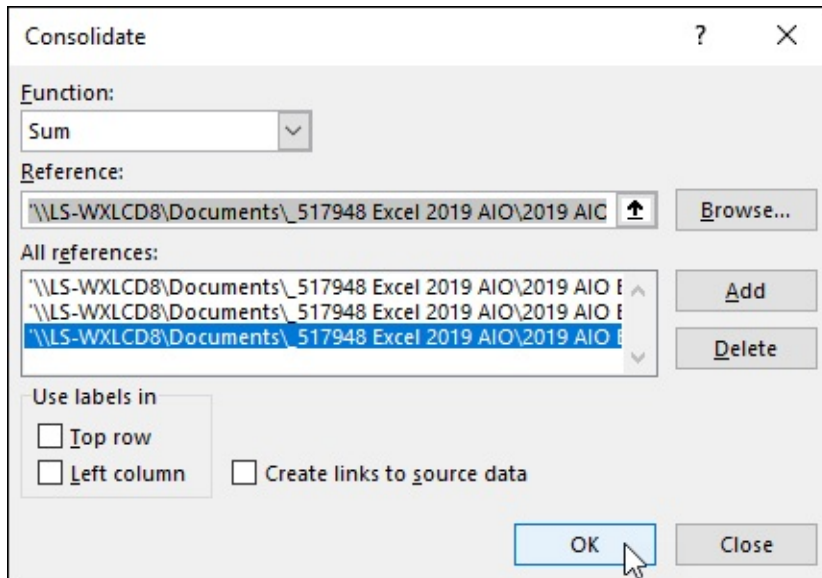 Consolidate ?
Function:
Sum
Reference:
'\\LS-WXLCD8\Documents\_517948 Excel 2019 AIO\2019 AIO
Browse...
All references:
'\\LS-WXLCD8\Documents\_517948 Excel 2019 AIO\2019 AIO E
'\\LS-WXLCD8\Documents\_517948 Excel 2019 AIO\2019 AIO E
'\\LS-WXLCD8\Documents\_517948 Excel 2019 AIO\2019 AIO E
Add
Delete
Use labels in
Top row
Left column
Create links to source data
OK
Close